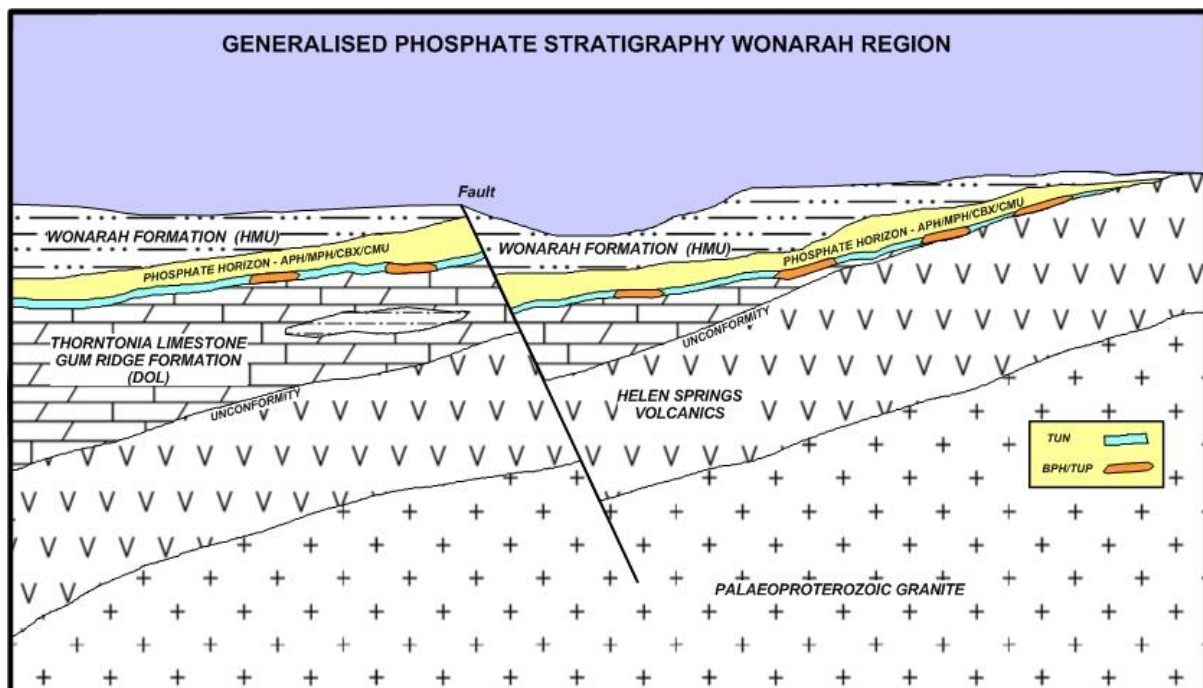 GENERALISED PHOSPHATE STRATIGRAPHY WONARAH REGION
Fault
WONARAH FORMATION (HMU)
WONARAH FORMATION (HMU)
PHOSPHATE HORIZON - APH/MPH/CBX/CMU
PHOSPHATE HORIZON - APH/MPH/CBX/CMU
THORNTONIA LIMESTONE
GUM RIDGE FORMATION
(DOL)
UNCONFORMITY
UNCONFORMITY
HELEN SPRINGS
VOLCANICS
TUN
BPH/TUP
PALAEOPROTEROZOIC GRANITE